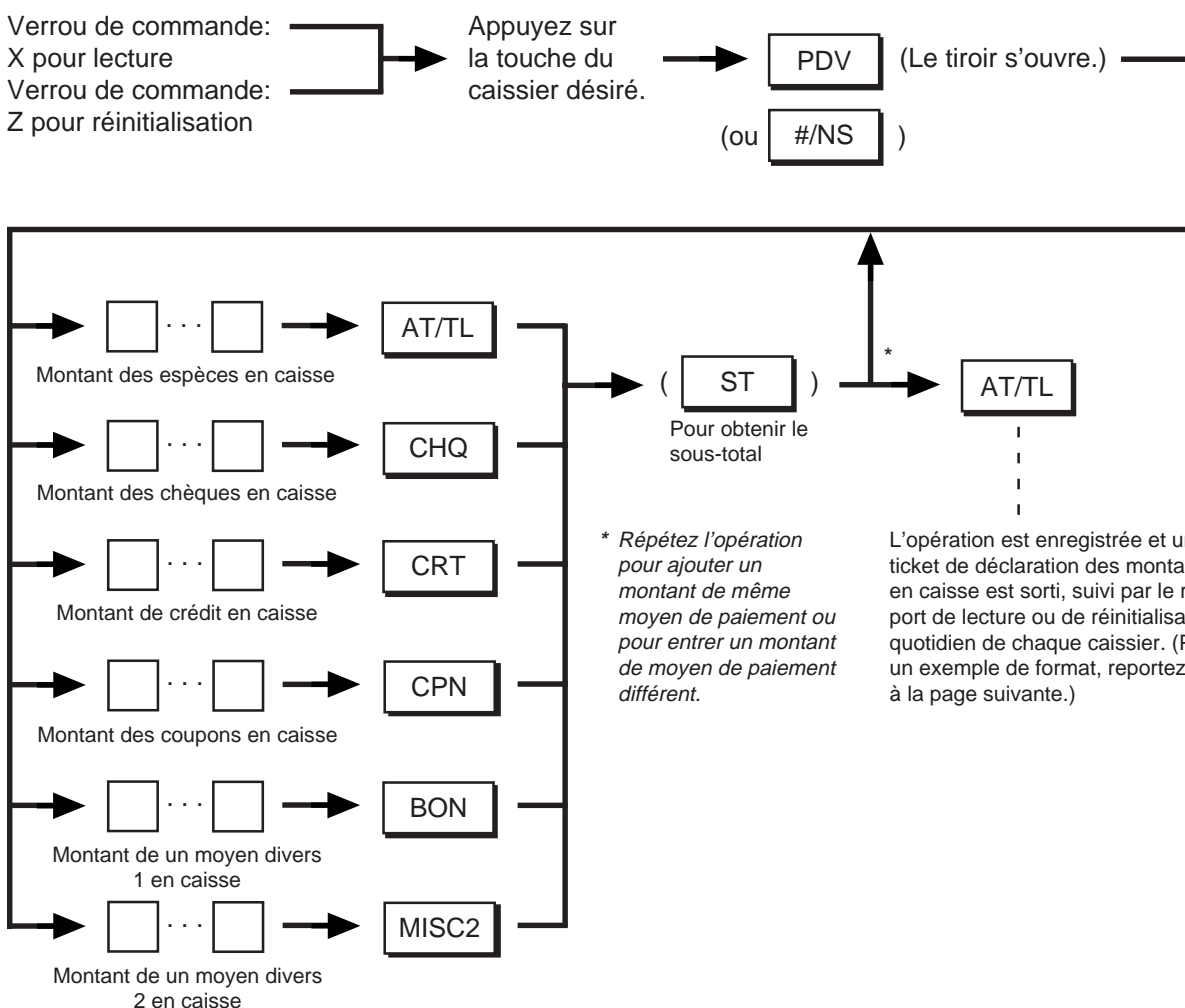 Verrou de commande:
X pour lecture
Verrou de commande:
Z pour réinitialisation
Appuyez sur
la touche du
caissier désiré.
PDV (Le tiroir s’ouvre.)
(ou #/NS )
· · · AT/TL
Montant des espèces en caisse
· · · CHQ
Montant des chèques en caisse
· · · CRT
Montant de crédit en caisse
· · · CPN
Montant des coupons en caisse
· · · BON
Montant de un moyen divers
1 en caisse
· · · MISC2
Montant de un moyen divers
2 en caisse
( ST )
Pour obtenir le
sous-total
*
AT/TL
* Répétez l’opération
pour ajouter un
montant de même
moyen de paiement ou
pour entrer un montant
de moyen de paiement
différent.
L’opération est enregistrée et
ticket de déclaration des
en caisse est sorti, suivi par le
port de lecture ou de
quotidien de chaque caissier.
un exemple de format,
à la page suivante.)